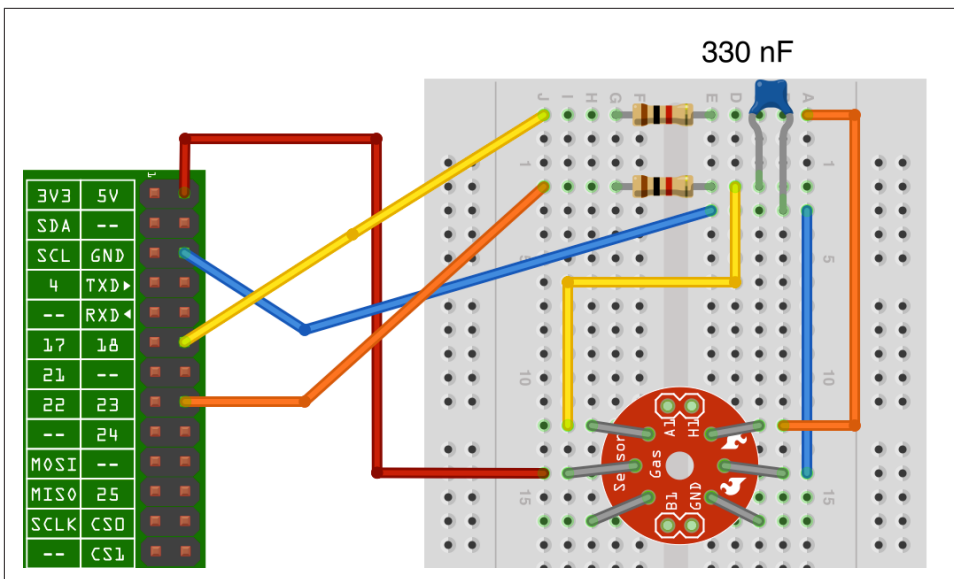 330 nF
J I H G F E D A
1 1
5 5
10 10
15 15
1
3V3 5V
SDA --
SCL GND
4 TXD▸
-- RXD◂
17 18
21 --
22 23
-- 24
MOSI --
MISO 25
SCLK CS0
-- CS1
A1 H1
Sensor Gas
B1 GND